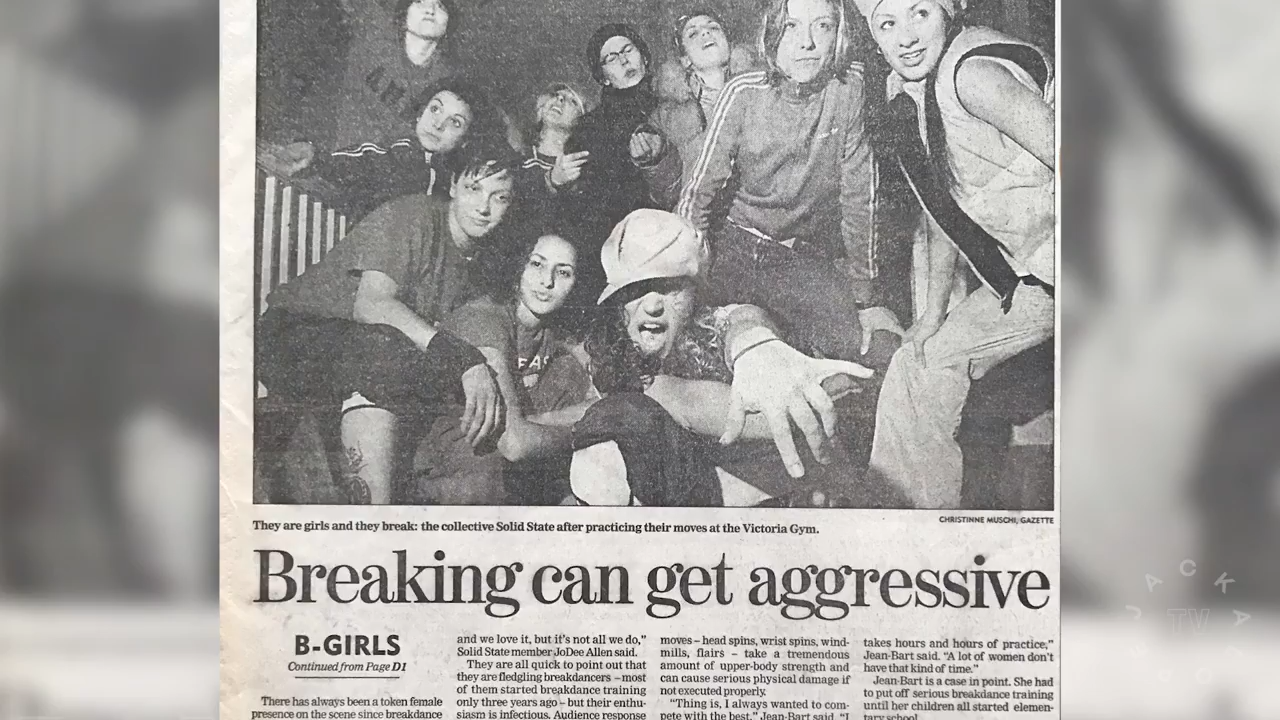 FAS
CHRISTINNE MUSCHI, GAZETTE
They are girls and they break: the collective Solid State after practicing their moves at the Victoria Gym.
Breaking can get aggressive
B-GIRLS
Continued from Page D1
There has always been a token female
presence on the scene since breakdance
and we love it, but it's not all we do,"
Solid State member JoDee Allen said.
They are all quick to point out that
they are fledgling breakdancers – most
of them started breakdance training
only three years ago – but their enthu-
siasm is infectious. Audience response
moves – head spins, wrist spins, wind-
mills, flairs – take a tremendous
amount of upper-body strength and
can cause serious physical damage if
not executed properly.
"Thing is, I always wanted to com-
pete with the best," Jean-Bart said. "I
takes hours and hours of practice,"
Jean-Bart said. "A lot of women don't
have that kind of time."
Jean-Bart is a case in point. She had
to put off serious breakdance training
until her children all started elemen-
tary school.
TV